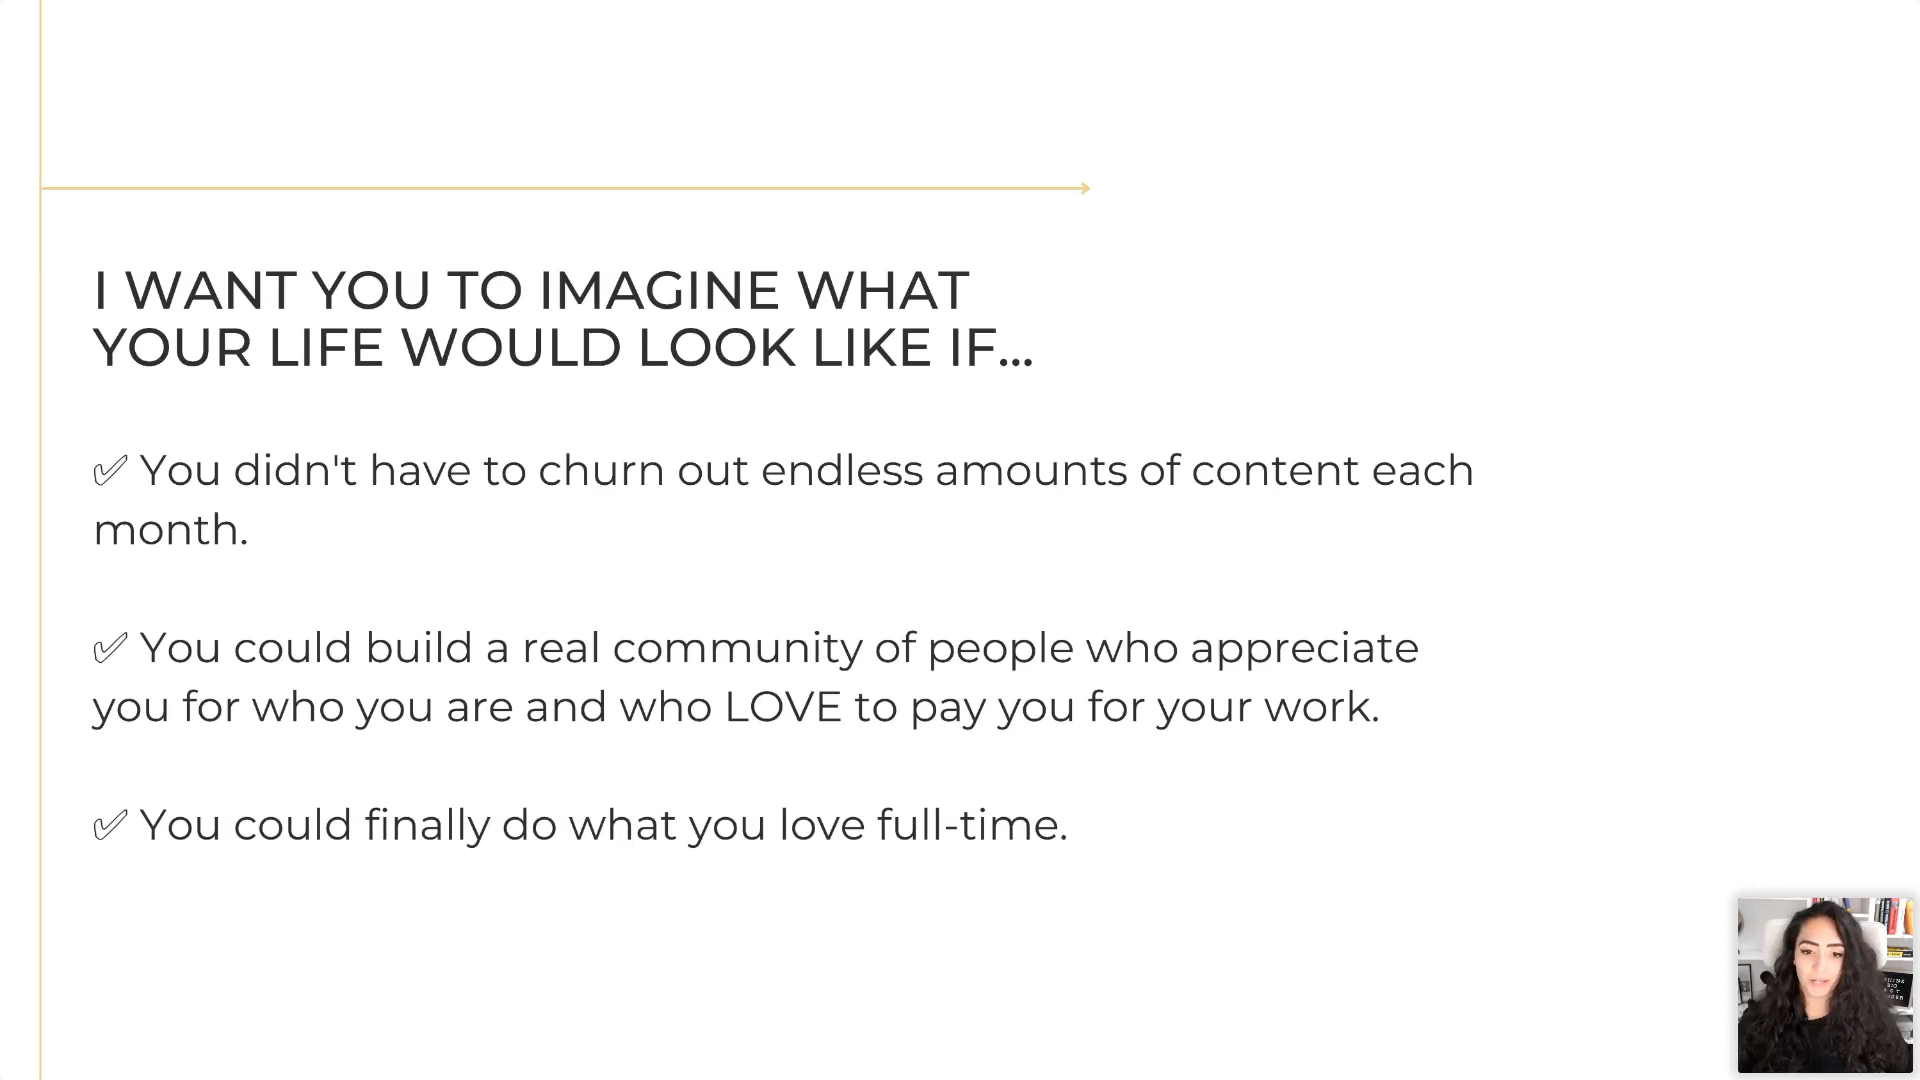 I WANT YOU TO IMAGINE WHAT
YOUR LIFE WOULD LOOK LIKE IF...
✅ You didn't have to churn out endless amounts of content each
month.
✅ You could build a real community of people who appreciate
you for who you are and who LOVE to pay you for your work.
✅ You could finally do what you love full-time.